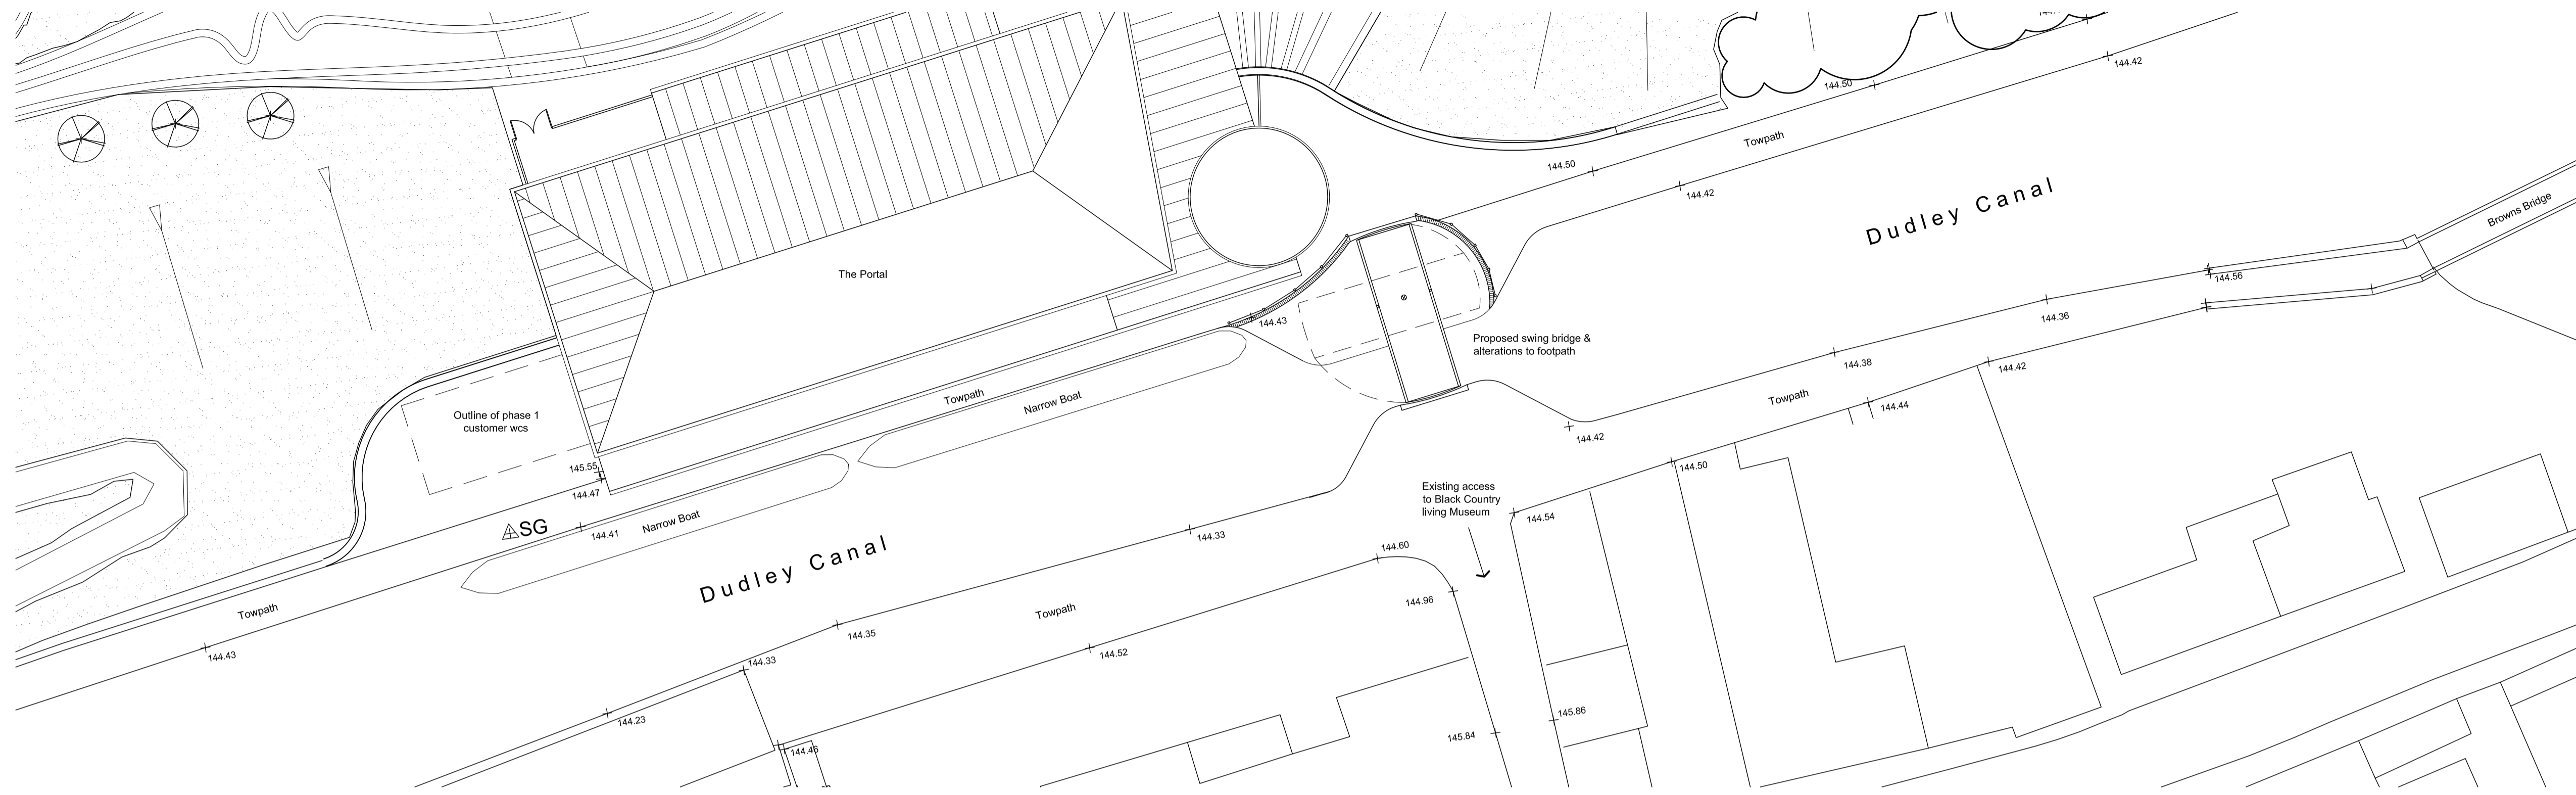 144.50
144.42
Towpath
144.50
144.42
Dudley Canal
Browns Bridge
The Portal
144.56
144.43
144.36
Proposed swing bridge &
alterations to footpath
144.38
144.42
Towpath
Narrow Boat
Towpath
144.44
Outline of phase 1
customer wcs
144.42
145.55
144.47
144.50
Existing access
to Black Country
living Museum
SG
Narrow Boat
144.41
144.33
144.54
Dudley Canal
144.60
144.96
Towpath
Towpath
144.43
144.35
144.52
144.33
144.23
145.86
145.84
144.46